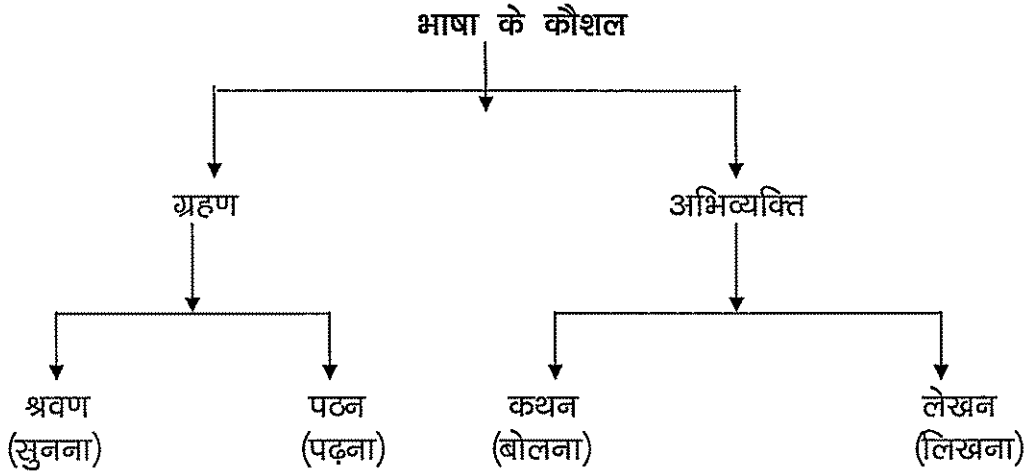 भाषा के कौशल
ग्रहण अभिव्यक्ति
श्रवण पठन कथन लेखन
(सुनना) (पढ़ना) (बोलना) (लिखना)